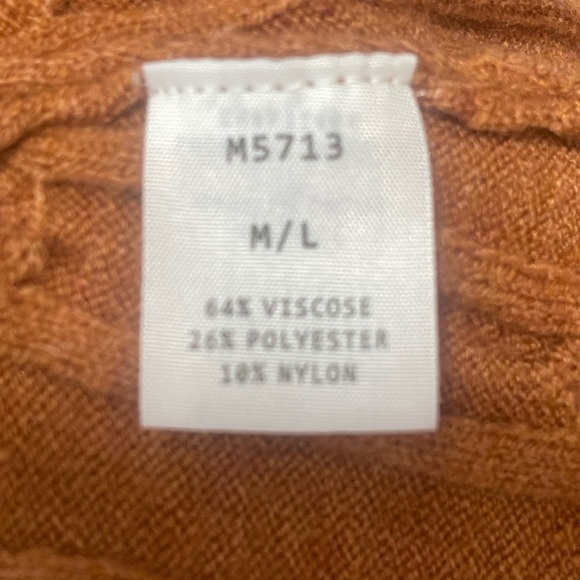 M5713
M/L
64% VISCOSE
26% POLYESTER
10% NYLON